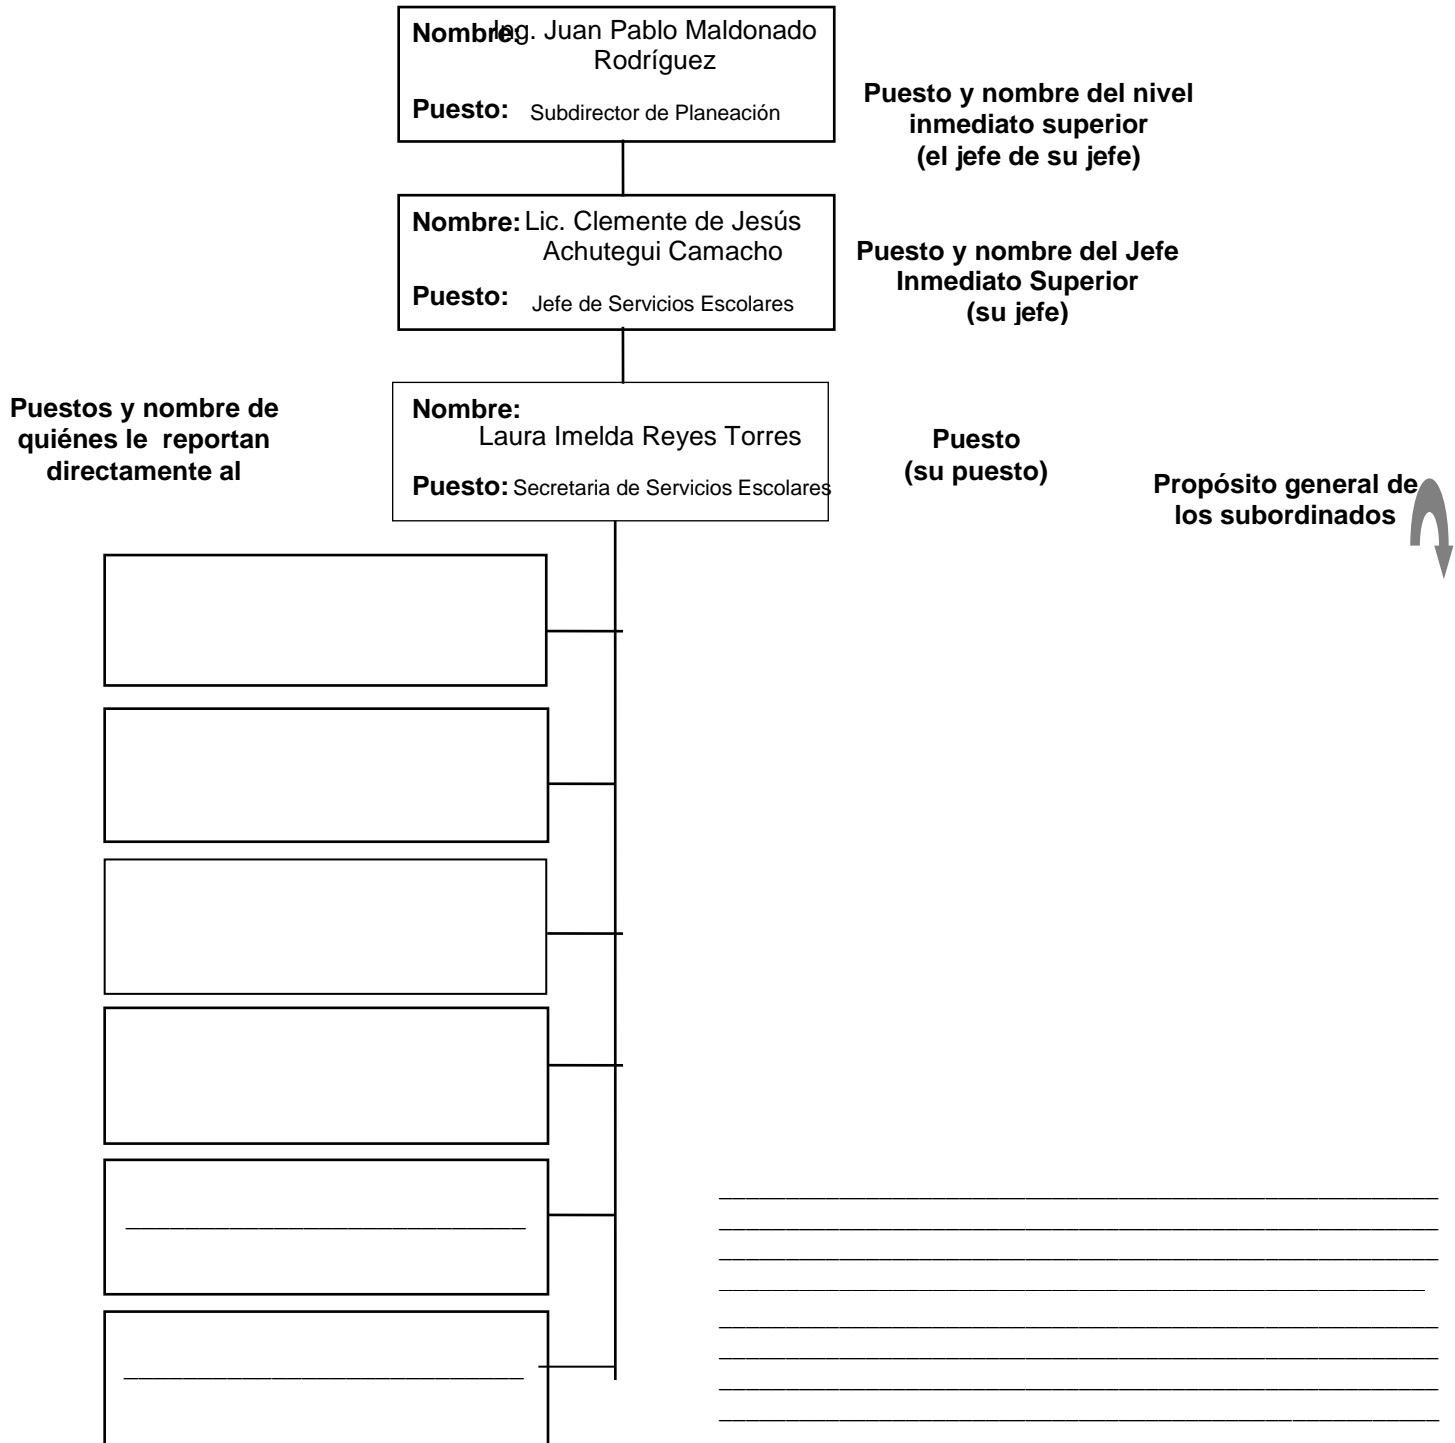 Nombre: Ing. Juan Pablo Maldonado
Rodríguez
Puesto: Subdirector de Planeación
Puesto y nombre del nivel
inmediato superior
(el jefe de su jefe)
Nombre: Lic. Clemente de Jesús
Achutegui Camacho
Puesto: Jefe de Servicios Escolares
Puesto y nombre del Jefe
Inmediato Superior
(su jefe)
Puestos y nombre de
quiénes le reportan
directamente al
Nombre:
Laura Imelda Reyes Torres
Puesto: Secretaria de Servicios Escolares
Puesto
(su puesto)
Propósito general de
los subordinados